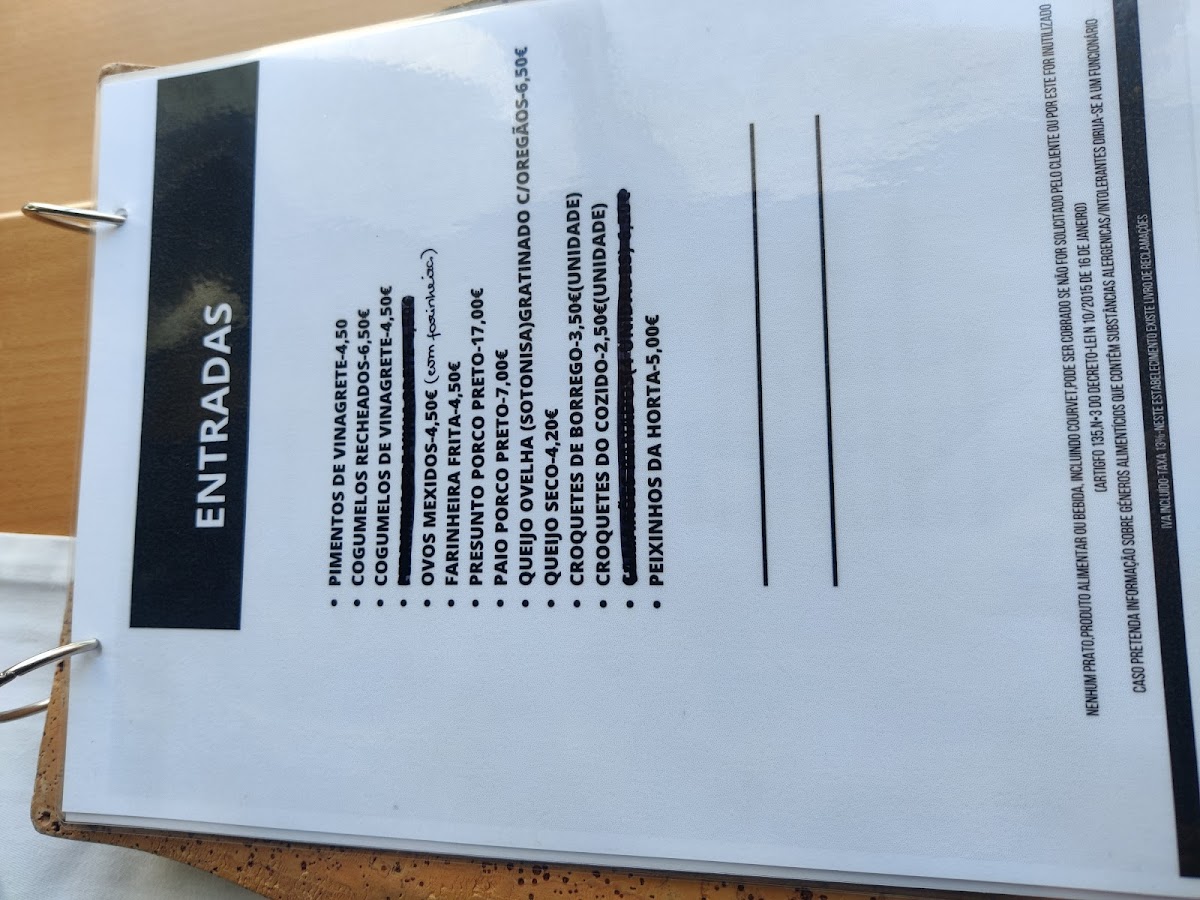 ENTRADAS
• PIMENTOS DE VINAGRETE-4,50
• COGUMELOS RECHEADOS-6,50€
• COGUMELOS DE VINAGRETE-4,50€
• OVOS MEXIDOS-4,50€ (com farinheira)
• FARINHEIRA FRITA-4,50€
• PRESUNTO PORCO PRETO-17,00€
• PAIO PORCO PRETO-7,00€
• QUEIJO OVELHA (SOTONISA)GRATINADO C/OREGÃOS-6,50€
• QUEIJO SECO-4,20€
• CROQUETES DE BORREGO-3,50€(UNIDADE)
• CROQUETES DO COZIDO-2,50€(UNIDADE)
• PEIXINHOS DA HORTA-5,00€
NENHUM PRATO,PRODUTO ALIMENTAR OU BEBIDA, INCLUINDO COURVET,PODE SER COBRADO SE NÃO FOR SOLICITADO PELO CLIENTE OU POR ESTE FOR INUTILIZADO
CARTIGFO 135,N•3 DO DECRETO-LEI N 10/2015 DE 16 DE JANEIRO)
CASO PRETENDA INFORMAÇÃO SOBRE GÉNEROS ALIMENTÍCIOS QUE CONTÉM SUBSTÂNCIAS ALERGENICAS/INTOLERANTES DIRIJA-SE A UM FUNCIONÁRIO
IVA INCLUIDO-TAXA 13%-NESTE ESTABELECIMENTO EXISTE LIVRO DE RECLAMAÇÕES